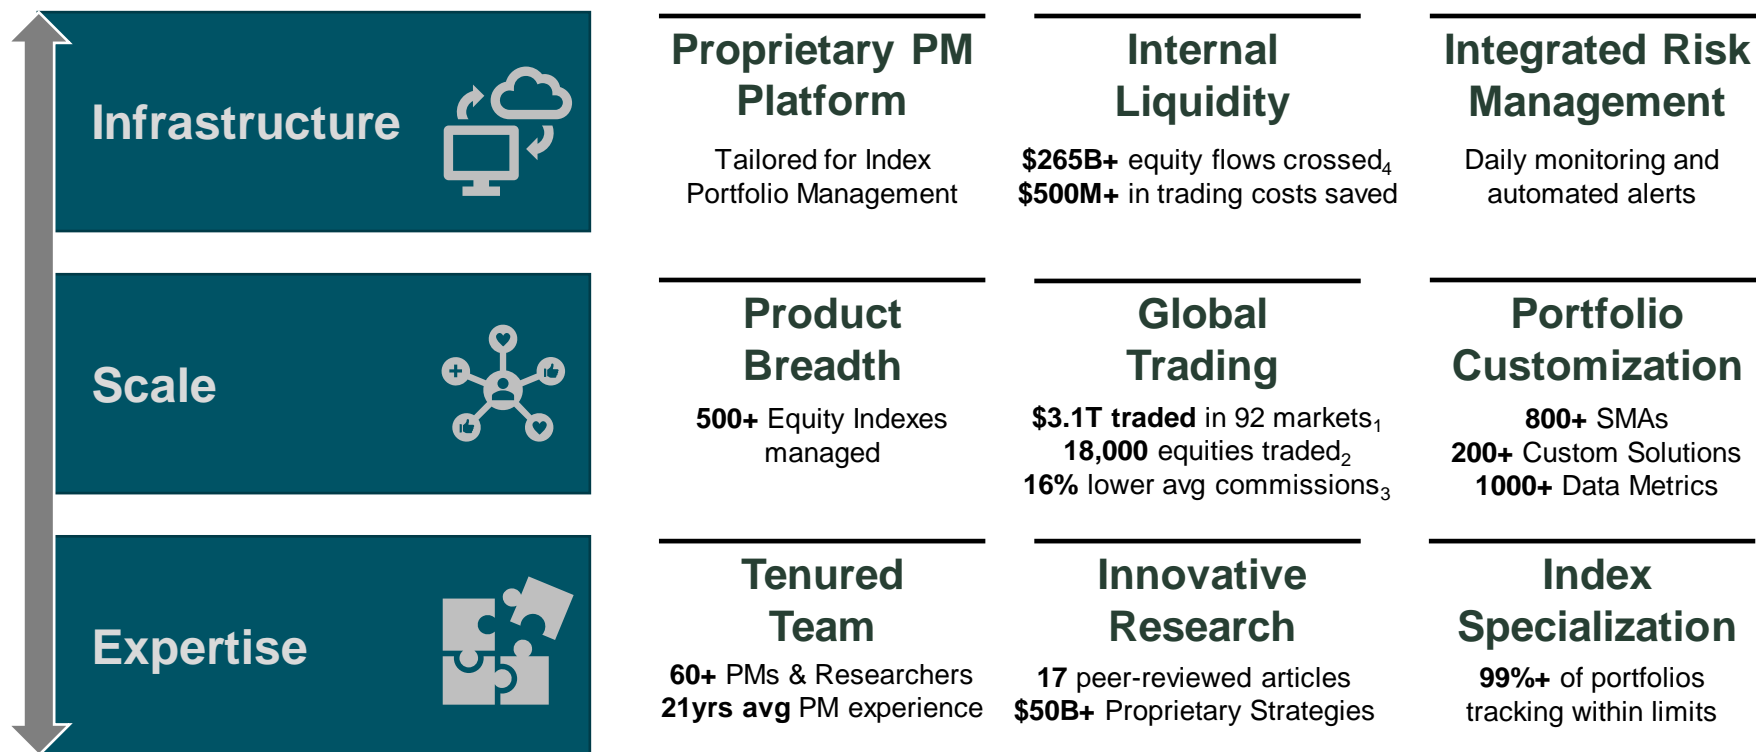 Infrastructure
Proprietary PM
Platform
Tailored for Index
Portfolio Management
Internal
Liquidity
$265B+ equity flows crossed4
$500M+ in trading costs saved
Integrated Risk
Management
Daily monitoring and
automated alerts
Scale
Product
Breadth
500+ Equity Indexes
managed
Global
Trading
$3.1T traded in 92 markets1
18,000 equities traded2
16% lower avg commissions3
Portfolio
Customization
800+ SMAs
200+ Custom Solutions
1000+ Data Metrics
Expertise
Tenured
Team
60+ PMs & Researchers
21yrs avg PM experience
Innovative
Research
17 peer-reviewed articles
$50B+ Proprietary Strategies
Index
Specialization
99%+ of portfolios
tracking within limits